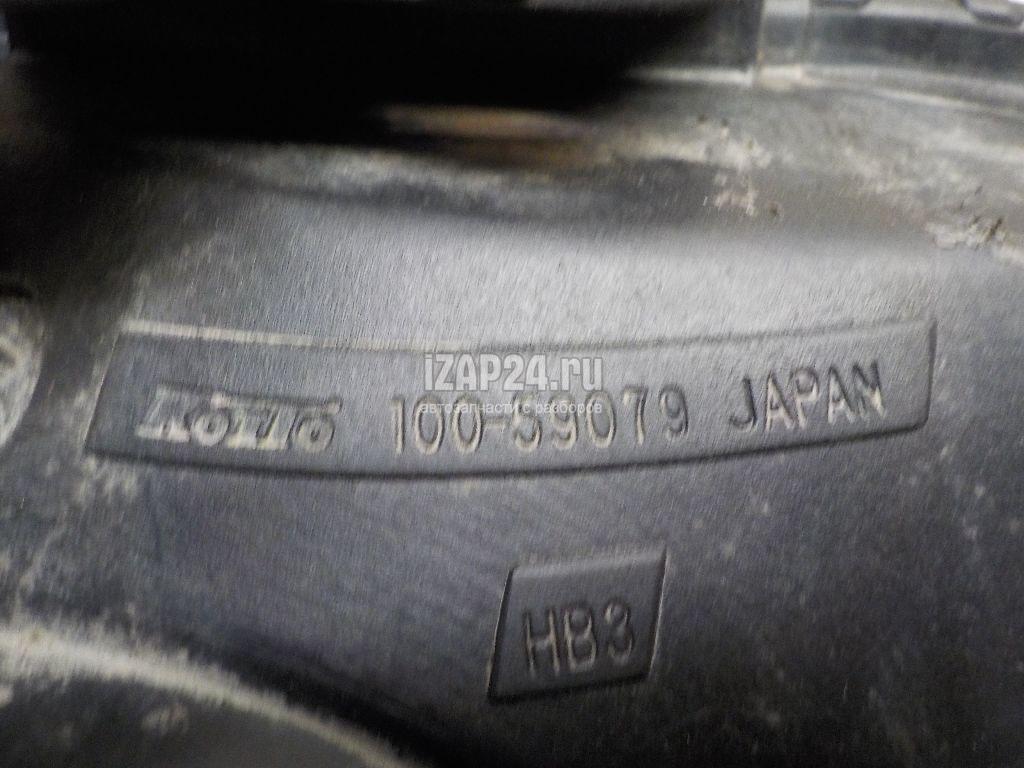 iZAP24.ru
автозапчасти с разборов
KOITO 100-59079 JAPAN
HB3